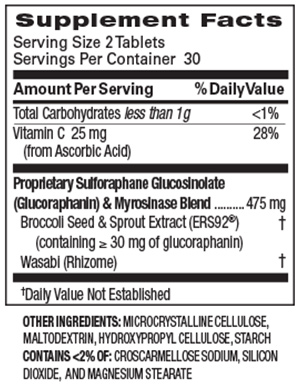 Supplement Facts
Serving Size 2 Tablets
Servings Per Container 30
Amount Per Serving % Daily Value
Total Carbohydrates less than 1g <1%
Vitamin C 25 mg 28%
(from Ascorbic Acid)
Proprietary Sulforaphane Glucosinolate
(Glucoraphanin) & Myrosinase Blend .......... 475 mg
Broccoli Seed & Sprout Extract (ERS92®) †
(containing ≥ 30 mg of glucoraphanin)
Wasabi (Rhizome) †
†Daily Value Not Established
OTHER INGREDIENTS: MICROCRYSTALLINE CELLULOSE,
MALTODEXTRIN, HYDROXYPROPYL CELLULOSE, STARCH
CONTAINS <2% OF: CROSCARMELLOSE SODIUM, SILICON
DIOXIDE, AND MAGNESIUM STEARATE